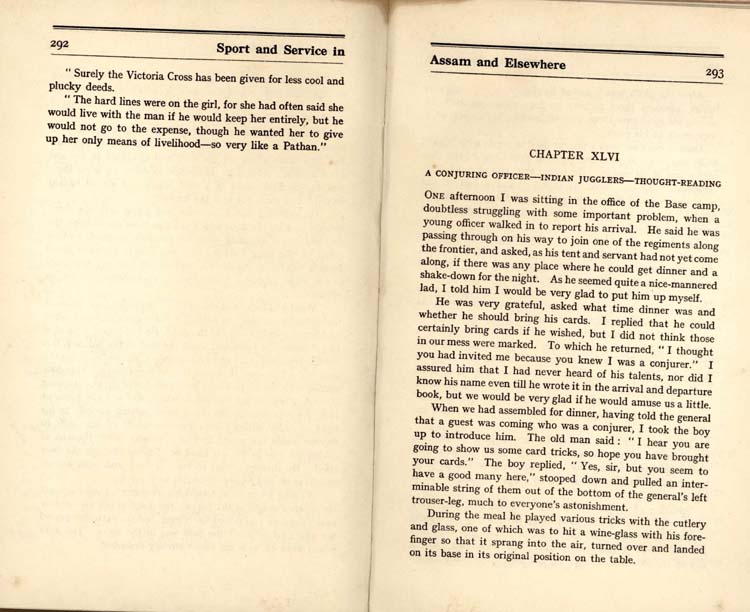 292
Sport and Service in
" Surely the Victoria Cross has been given for less cool and
plucky deeds.
" The hard lines were on the girl, for she had often said she
would live with the man if he would keep her entirely, but he
would not go to the expense, though he wanted her to give
up her only means of livelihood—so very like a Pathan."
Assam and Elsewhere
293
CHAPTER XLVI
A CONJURING OFFICER—INDIAN JUGGLERS—THOUGHT-READING
ONE afternoon I was sitting in the office of the Base camp,
doubtless struggling with some important problem, when a
young officer walked in to report his arrival. He said he was
passing through on his way to join one of the regiments along
the frontier, and asked, as his tent and servant had not yet come
along, if there was any place where he could get dinner and a
shake-down for the night. As he seemed quite a nice-mannered
lad, I told him I would be very glad to put him up myself.
He was very grateful, asked what time dinner was and
whether he should bring his cards. I replied that he could
certainly bring cards if he wished, but I did not think those
in our mess were marked. To which he returned, " I thought
you had invited me because you knew I was a conjurer." I
assured him that I had never heard of his talents, nor did I
know his name even till he wrote it in the arrival and departure
book, but we would be very glad if he would amuse us a little.
When we had assembled for dinner, having told the general
that a guest was coming who was a conjurer, I took the boy
up to introduce him. The old man said : " I hear you are
going to show us some card tricks, so hope you have brought
your cards." The boy replied, " Yes, sir, but you seem to
have a good many here," stooped down and pulled an inter-
minable string of them out of the bottom of the general's left
trouser-leg, much to everyone's astonishment.
During the meal he played various tricks with the cutlery
and glass, one of which was to hit a wine-glass with his fore-
finger so that it sprang into the air, turned over and landed
on its base in its original position on the table.